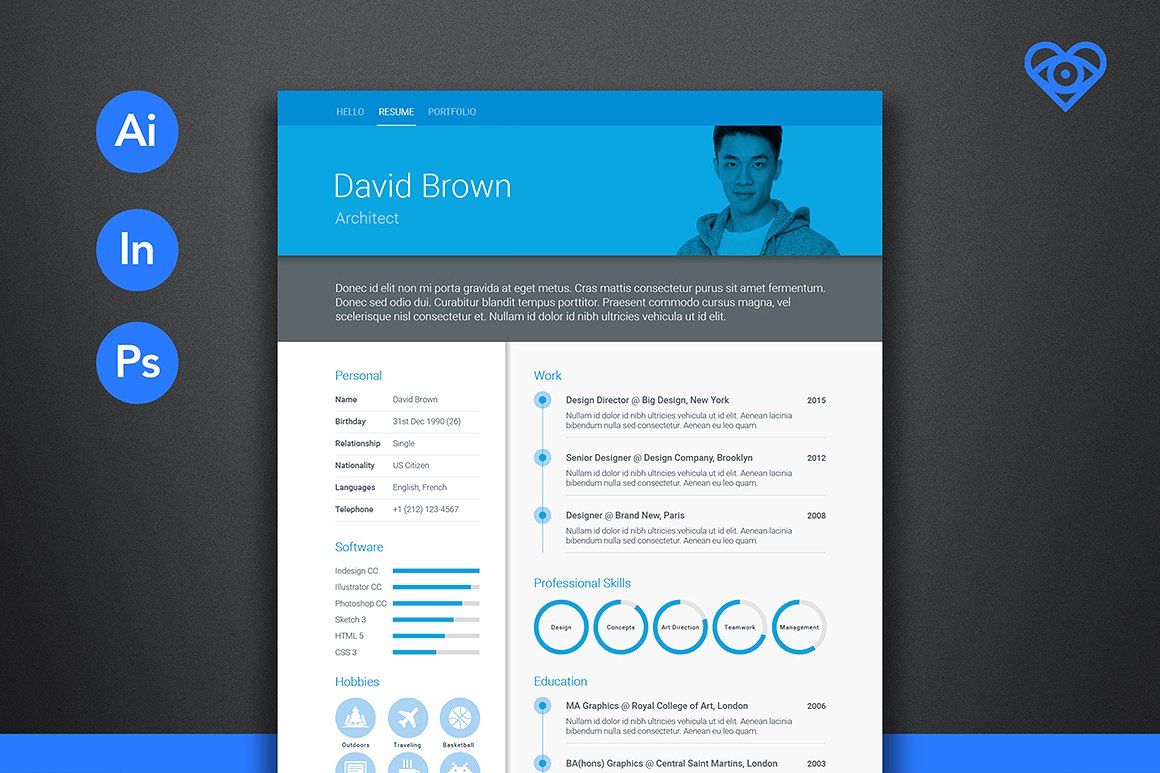 Ai
In
Ps
HELLO RESUME PORTFOLIO
David Brown
Architect
Donec id elit non mi porta gravida at eget metus. Cras mattis consectetur purus sit amet fermentum.
Donec sed odio dui. Curabitur blandit tempus porttitor. Praesent commodo cursus magna, vel
scelerisque nisl consectetur et. Nullam id dolor id nibh ultricies vehicula ut id elit.
Personal
Name David Brown
Birthday 31st Dec 1990 (26)
Relationship Single
Nationality US Citizen
Languages English, French
Telephone +1 (212) 123-4567
Software
Indesign CC
Illustrator CC
Photoshop CC
Sketch 3
HTML 5
CSS 3
Hobbies
Outdoors Traveling Basketball
Work
Design Director @ Big Design, New York 2015
Nullam id dolor id nibh ultricies vehicula ut id elit. Aenean lacinia
bibendum nulla sed consectetur. Aenean eu leo quam.
Senior Designer @ Design Company, Brooklyn 2012
Nullam id dolor id nibh ultricies vehicula ut id elit. Aenean lacinia
bibendum nulla sed consectetur. Aenean eu leo quam.
Designer @ Brand New, Paris 2008
Nullam id dolor id nibh ultricies vehicula ut id elit. Aenean lacinia
bibendum nulla sed consectetur. Aenean eu leo quam.
Professional Skills
Design Concepts Art Direction Teamwork Management
Education
MA Graphics @ Royal College of Art, London 2006
Nullam id dolor id nibh ultricies vehicula ut id elit. Aenean lacinia
bibendum nulla sed consectetur. Aenean eu leo quam.
BA(hons) Graphics @ Central Saint Martins, London 2003